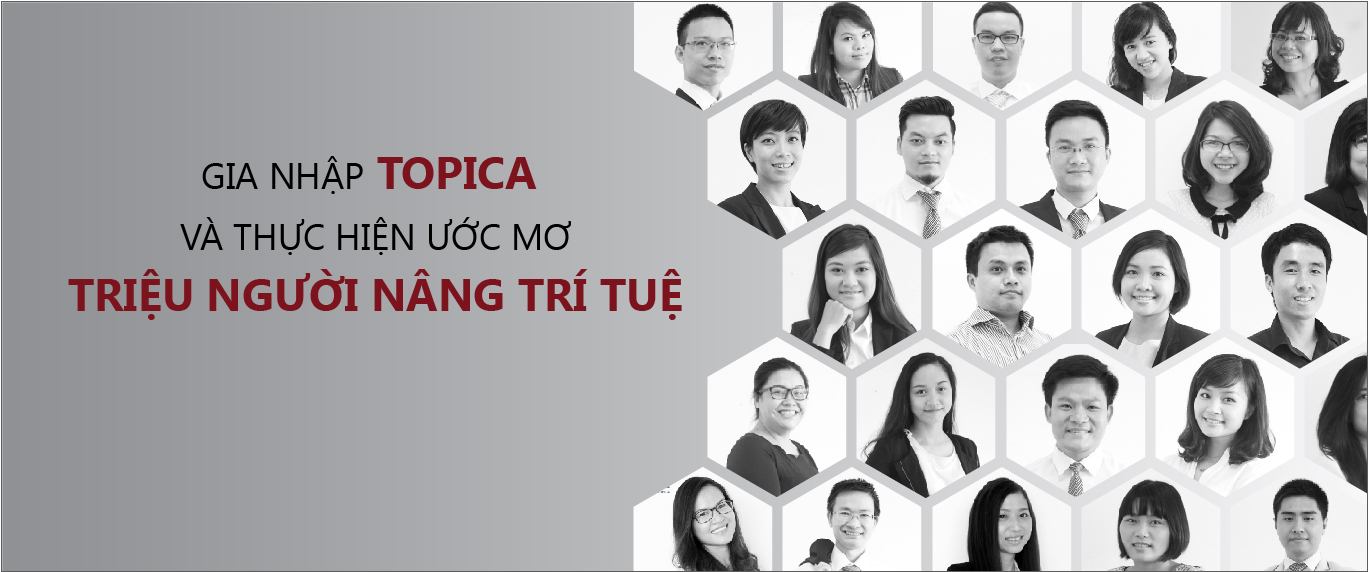 GIA NHẬP TOPICA
VÀ THỰC HIỆN ƯỚC MƠ
TRIỆU NGƯỜI NÂNG TRÍ TUỆ